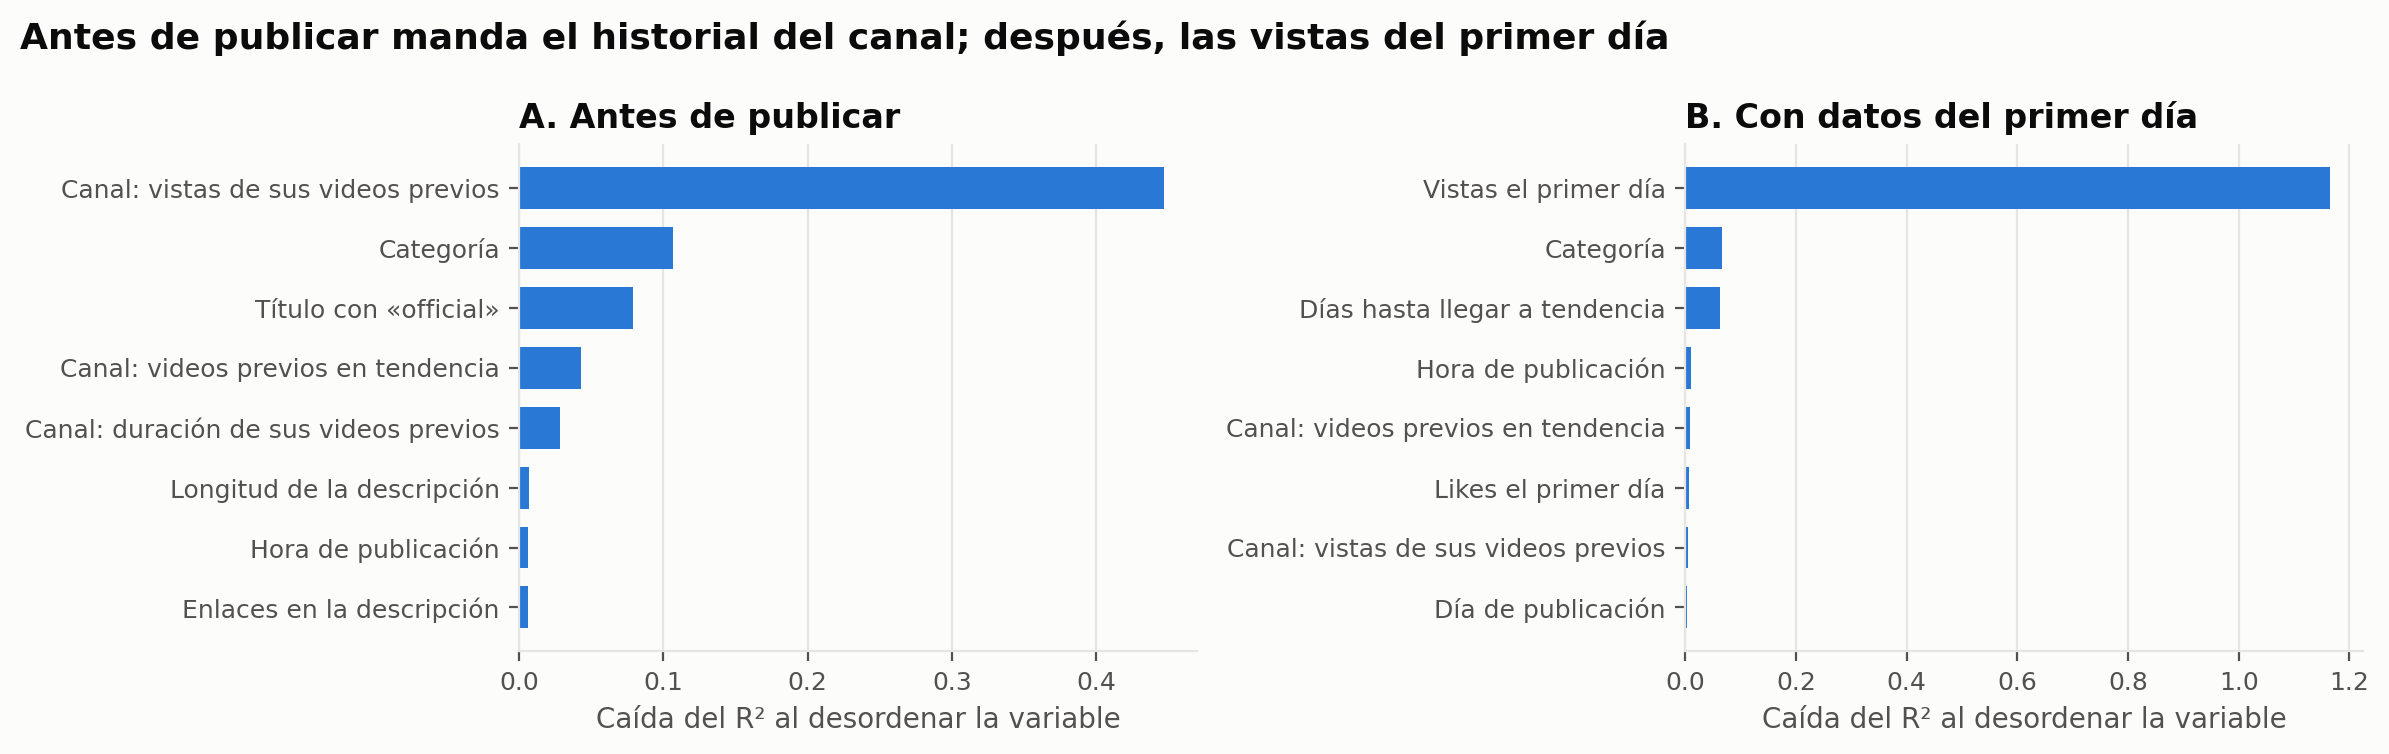 Antes de publicar manda el historial del canal; después, las vistas del primer día
A. Antes de publicar
Canal: vistas de sus videos previos
Categoría
Título con «official»
Canal: videos previos en tendencia
Canal: duración de sus videos previos
Longitud de la descripción
Hora de publicación
Enlaces en la descripción
0.0 0.1 0.2 0.3 0.4
Caída del R² al desordenar la variable
B. Con datos del primer día
Vistas el primer día
Categoría
Días hasta llegar a tendencia
Hora de publicación
Canal: videos previos en tendencia
Likes el primer día
Canal: vistas de sus videos previos
Día de publicación
0.0 0.2 0.4 0.6 0.8 1.0 1.2
Caída del R² al desordenar la variable